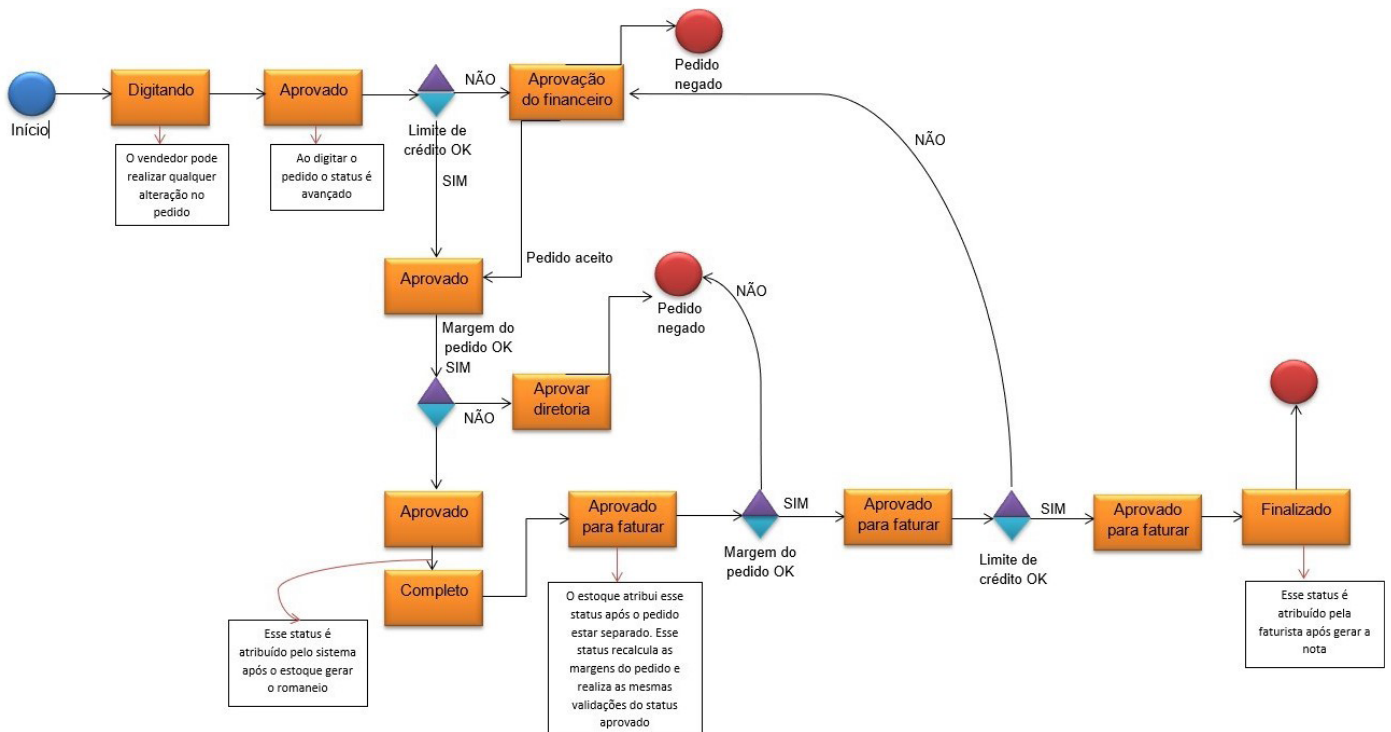 Início
Digitando
O vendedor pode
realizar qualquer
alteração no
pedido
Aprovado
Ao digitar o
pedido o status é
avançado
Limite de
crédito OK
NÃO
SIM
Aprovação
do financeiro
Pedido
negado
NÃO
Pedido aceito
Aprovado
Margem do
pedido OK
SIM
NÃO
Aprovar
diretoria
Pedido
negado
NÃO
Aprovado
Completo
Esse status é
atribuído pelo sistema
após o estoque gerar
o romaneio
Aprovado
para faturar
O estoque atribui esse
status após o pedido
estar separado. Esse
status recalcula as
margens do pedido e
realiza as mesmas
validações do status
aprovado
Margem do
pedido OK
SIM
Aprovado
para faturar
Limite de
crédito OK
SIM
Aprovado
para faturar
Finalizado
Esse status é
atribuído pela
faturista após gerar a
nota